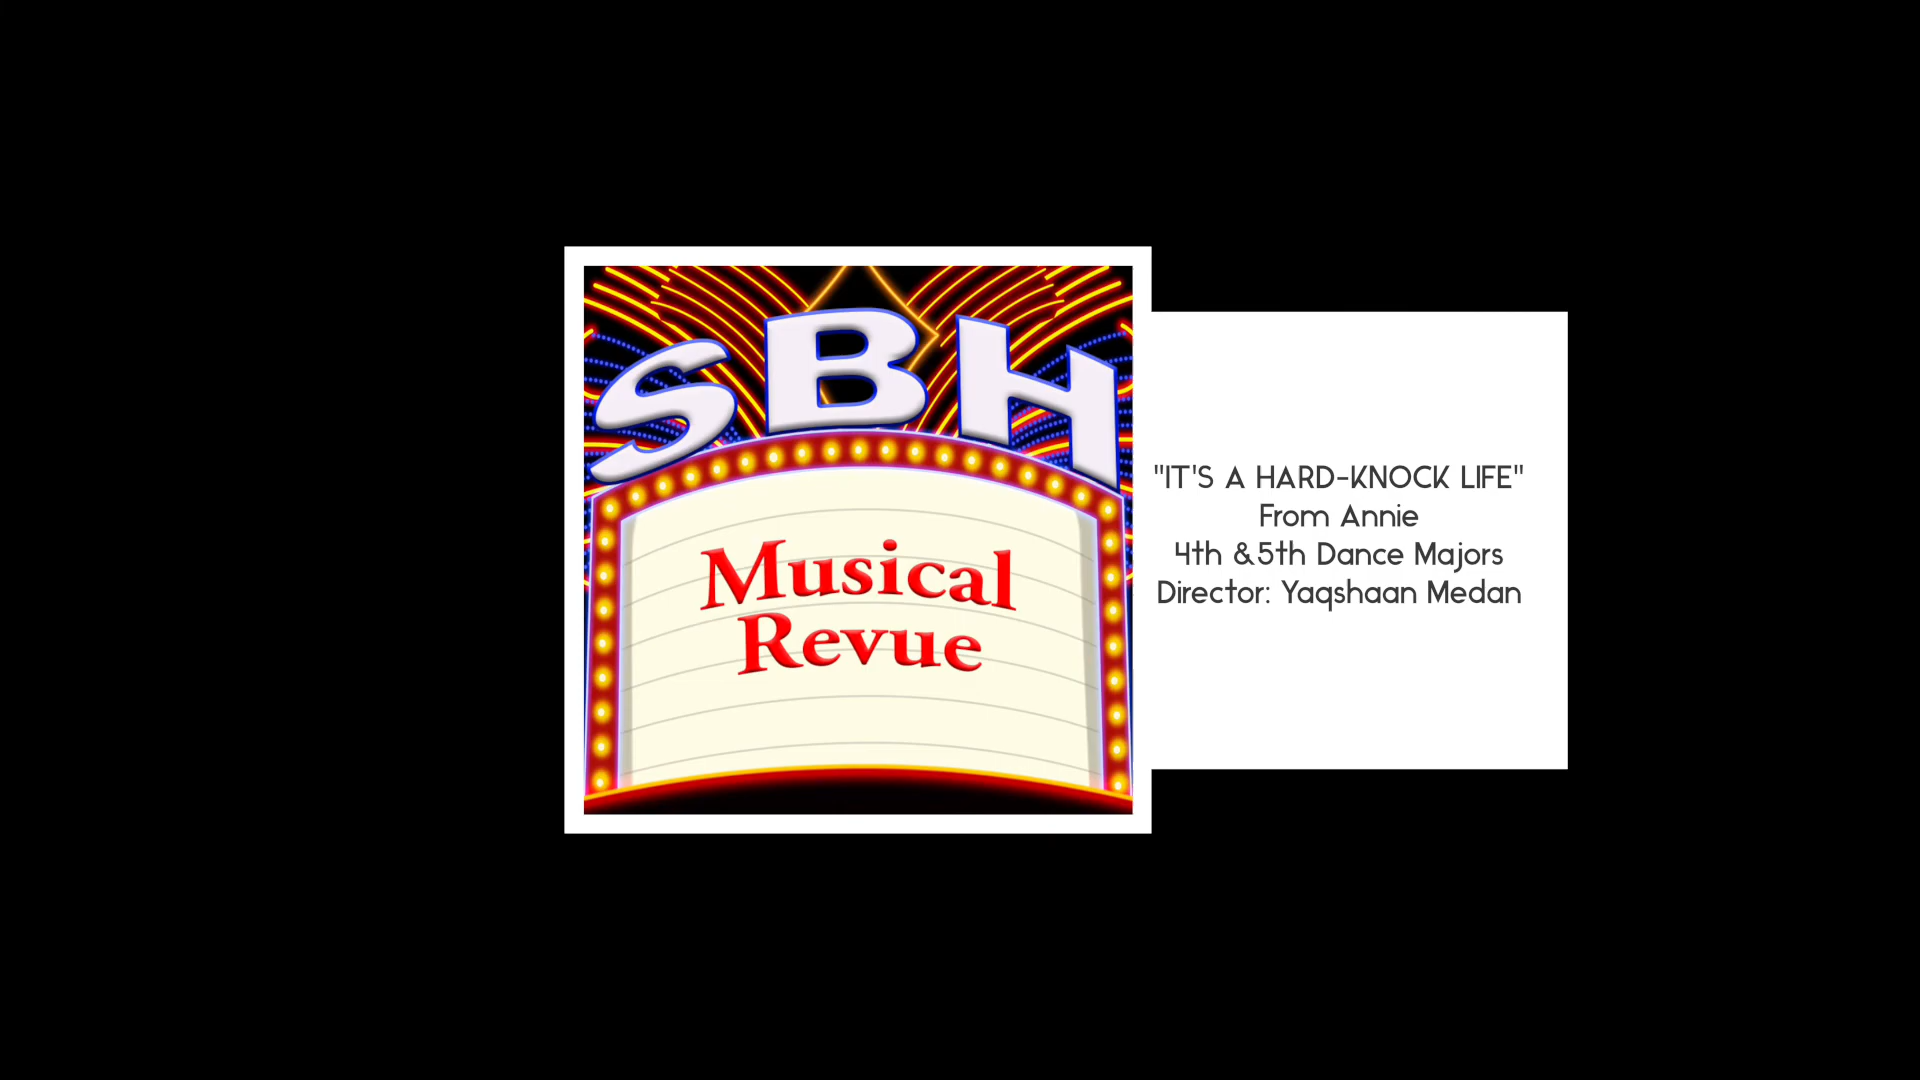 SBH
Musical
Revue
"IT'S A HARD-KNOCK LIFE"
From Annie
4th &5th Dance Majors
Director: Yaqshaan Medan